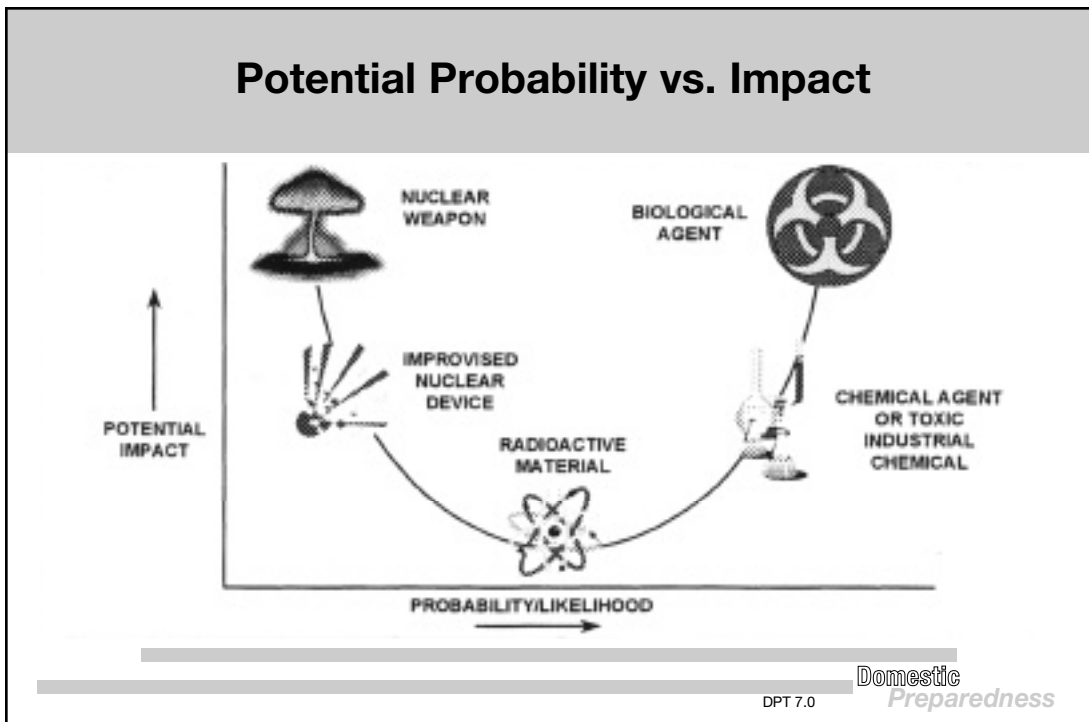 Potential Probability vs. Impact
NUCLEAR
WEAPON
BIOLOGICAL
AGENT
IMPROVISED
NUCLEAR
DEVICE
CHEMICAL AGENT
OR TOXIC
INDUSTRIAL
CHEMICAL
POTENTIAL
IMPACT
RADIOACTIVE
MATERIAL
PROBABILITY/LIKELIHOOD
Domestic
Preparedness
DPT 7.0